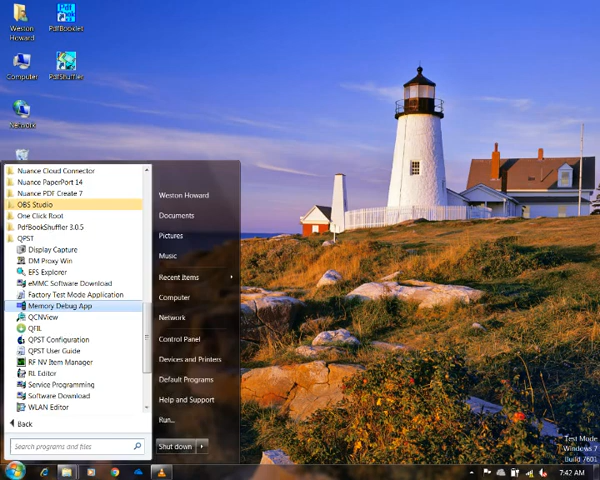 Weston
Howard
PdfBooklet
Computer
PdfShuffler
Network
Nuance Cloud Connector
Nuance PaperPort 14
Nuance PDF Create 7
OBS Studio
One Click Root
PdfBookShuffler 3.0.5
QPST
Display Capture
DM Proxy Win
EFS Explorer
eMMC Software Download
Factory Test Mode Application
Memory Debug App
QCNView
QFIL
QPST Configuration
QPST User Guide
RF NV Item Manager
RL Editor
Service Programming
Software Download
WLAN Editor
Back
Search programs and files
Weston Howard
Documents
Pictures
Music
Recent Items
Computer
Network
Control Panel
Devices and Printers
Default Programs
Help and Support
Run...
Shut down
Test Mode
Windows 7
Build 7601
7:42 AM